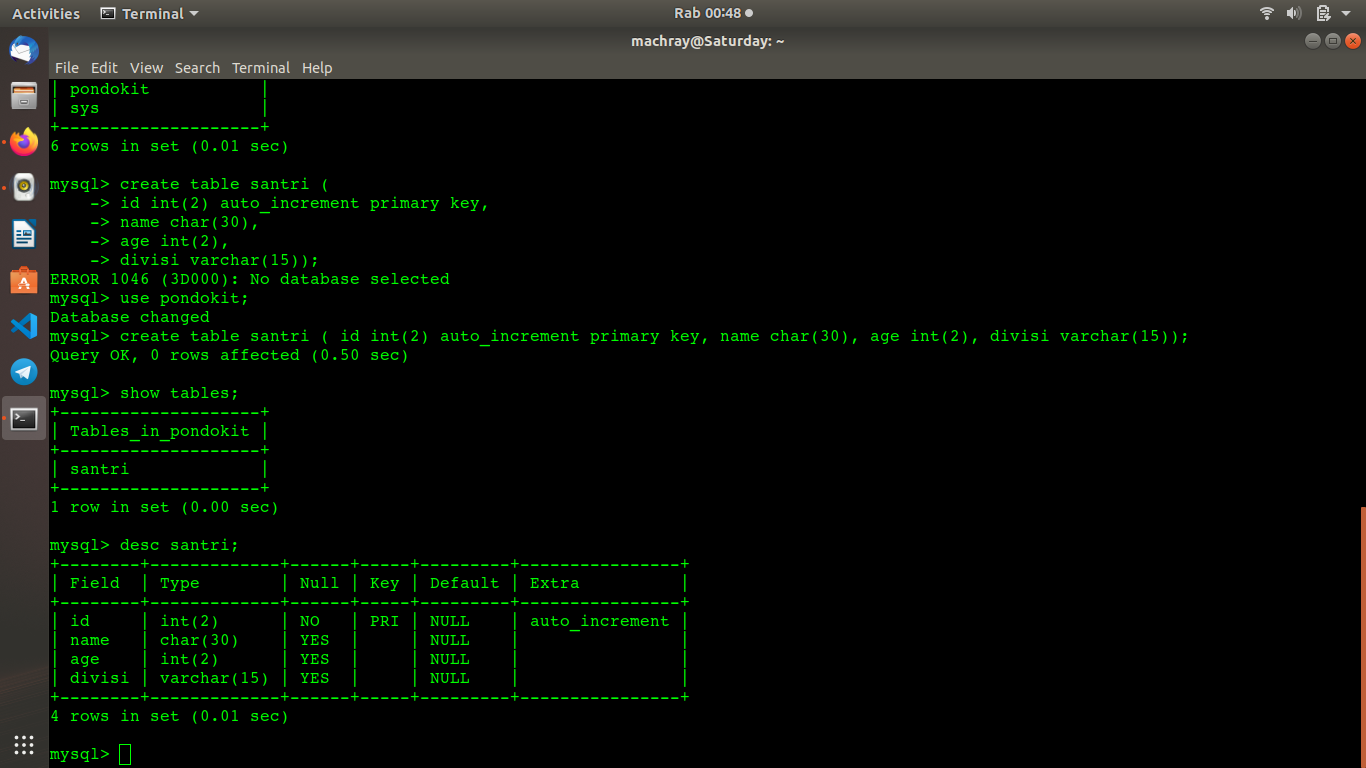 Activities Terminal Rab 00:48
machray@Saturday: ~
File Edit View Search Terminal Help
| pondokit           |
| sys                |
+--------------------+
6 rows in set (0.01 sec)
mysql> create table santri (
    -> id int(2) auto_increment primary key,
    -> name char(30),
    -> age int(2),
    -> divisi varchar(15));
ERROR 1046 (3D000): No database selected
mysql> use pondokit;
Database changed
mysql> create table santri ( id int(2) auto_increment primary key, name char(30), age int(2), divisi varchar(15));
Query OK, 0 rows affected (0.50 sec)
mysql> show tables;
+--------------------+
| Tables_in_pondokit |
+--------------------+
| santri             |
+--------------------+
1 row in set (0.00 sec)
mysql> desc santri;
+--------+-------------+------+-----+---------+----------------+
| Field  | Type        | Null | Key | Default | Extra          |
+--------+-------------+------+-----+---------+----------------+
| id     | int(2)      | NO   | PRI | NULL    | auto_increment |
| name   | char(30)    | YES  |     | NULL    |                |
| age    | int(2)      | YES  |     | NULL    |                |
| divisi | varchar(15) | YES  |     | NULL    |                |
+--------+-------------+------+-----+---------+----------------+
4 rows in set (0.01 sec)
mysql>